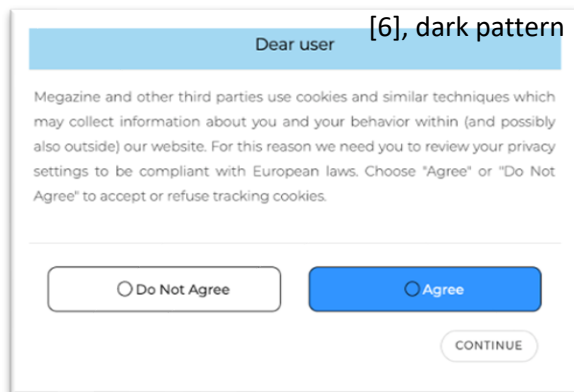 [6], dark pattern
Dear user
Megazine and other third parties use cookies and similar techniques which
may collect information about you and your behavior within (and possibly
also outside) our website. For this reason we need you to review your privacy
settings to be compliant with European laws. Choose "Agree" or "Do Not
Agree" to accept or refuse tracking cookies.
Do Not Agree
Agree
CONTINUE